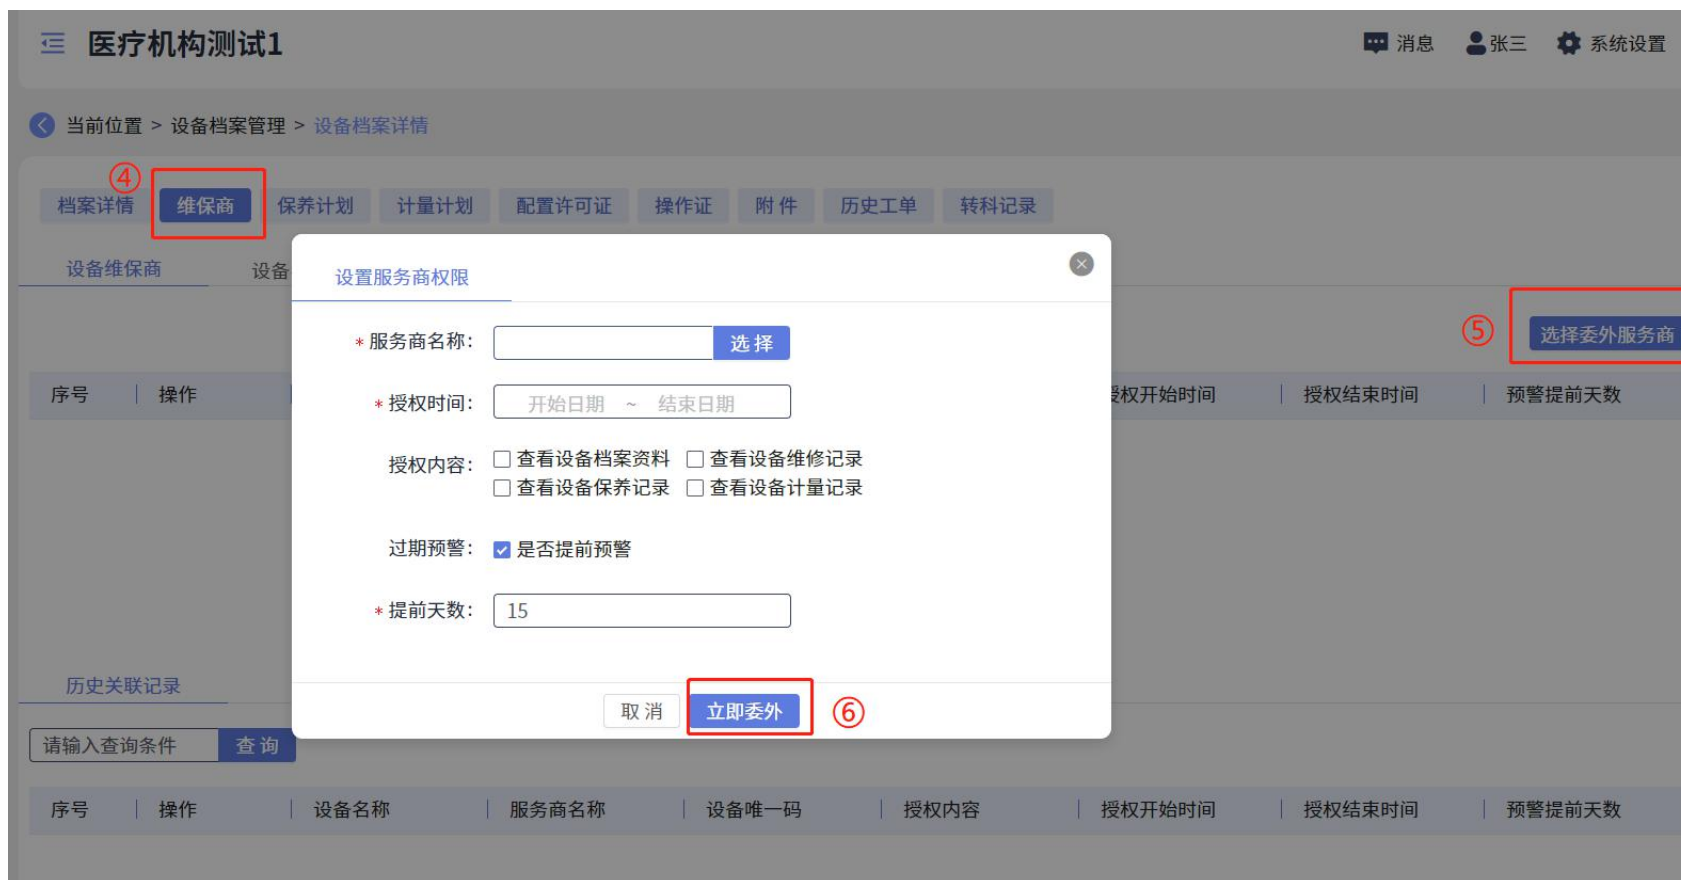 医疗机构测试1
消息 张三 系统设置
当前位置 > 设备档案管理 > 设备档案详情
④
档案详情 维保商 保养计划 计量计划 配置许可证 操作证 附 件 历史工单 转科记录
设备维保商 设备
设置服务商权限
⑤ 选择委外服务商
* 服务商名称: 选 择
序号 操作 授权开始时间 授权结束时间 预警提前天数
* 授权时间: 开始日期 ~ 结束日期
授权内容: 查看设备档案资料 查看设备维修记录
查看设备保养记录 查看设备计量记录
过期预警: 是否提前预警
* 提前天数: 15
历史关联记录
取 消 立即委外 ⑥
请输入查询条件 查 询
序号 操作 设备名称 服务商名称 设备唯一码 授权内容 授权开始时间 授权结束时间 预警提前天数